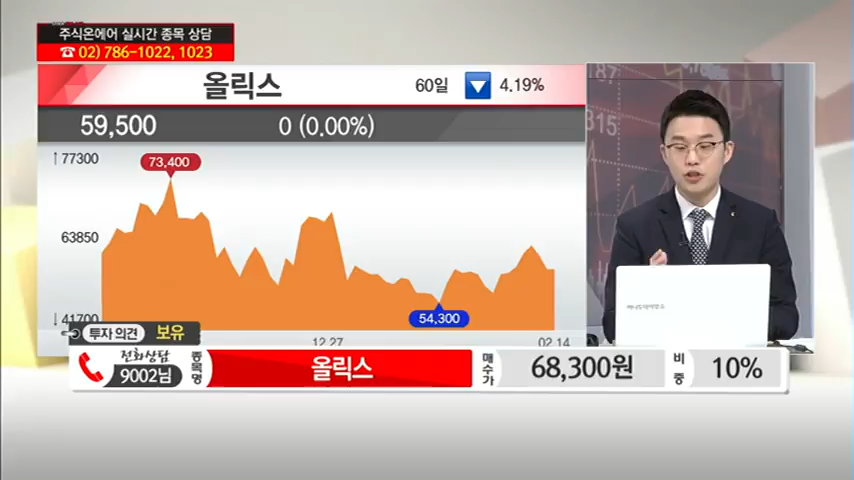 주식온에어 실시간 종목 상담
☎ 02) 786-1022, 1023
올릭스
60일 ▼ 4.19%
59,500 0 (0.00%)
↑77300
73,400
63850
↓41700
54,300
12.27
02.14
187
315
투자 의견 보유
전화상담
9002님
종목명
올릭스
매수가
68,300원
비중
10%